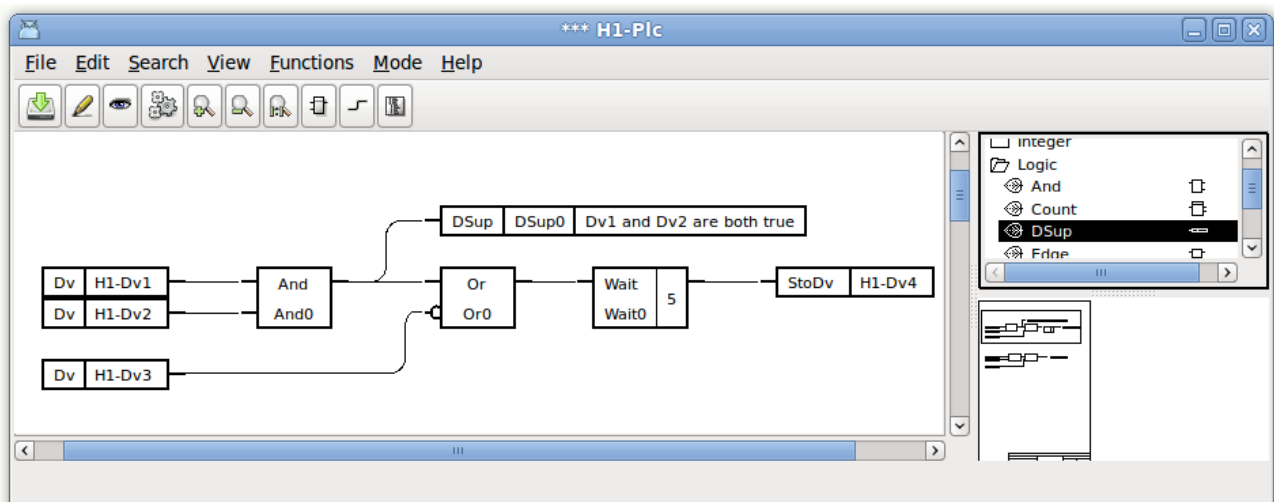 *** H1-Plc
File Edit Search View Functions Mode Help
Integer
Logic
And
Count
DSup
Edge
DSup DSup0 Dv1 and Dv2 are both true
Dv H1-Dv1
Dv H1-Dv2
And
And0
Or
Or0
Wait
Wait0
5
StoDv H1-Dv4
Dv H1-Dv3